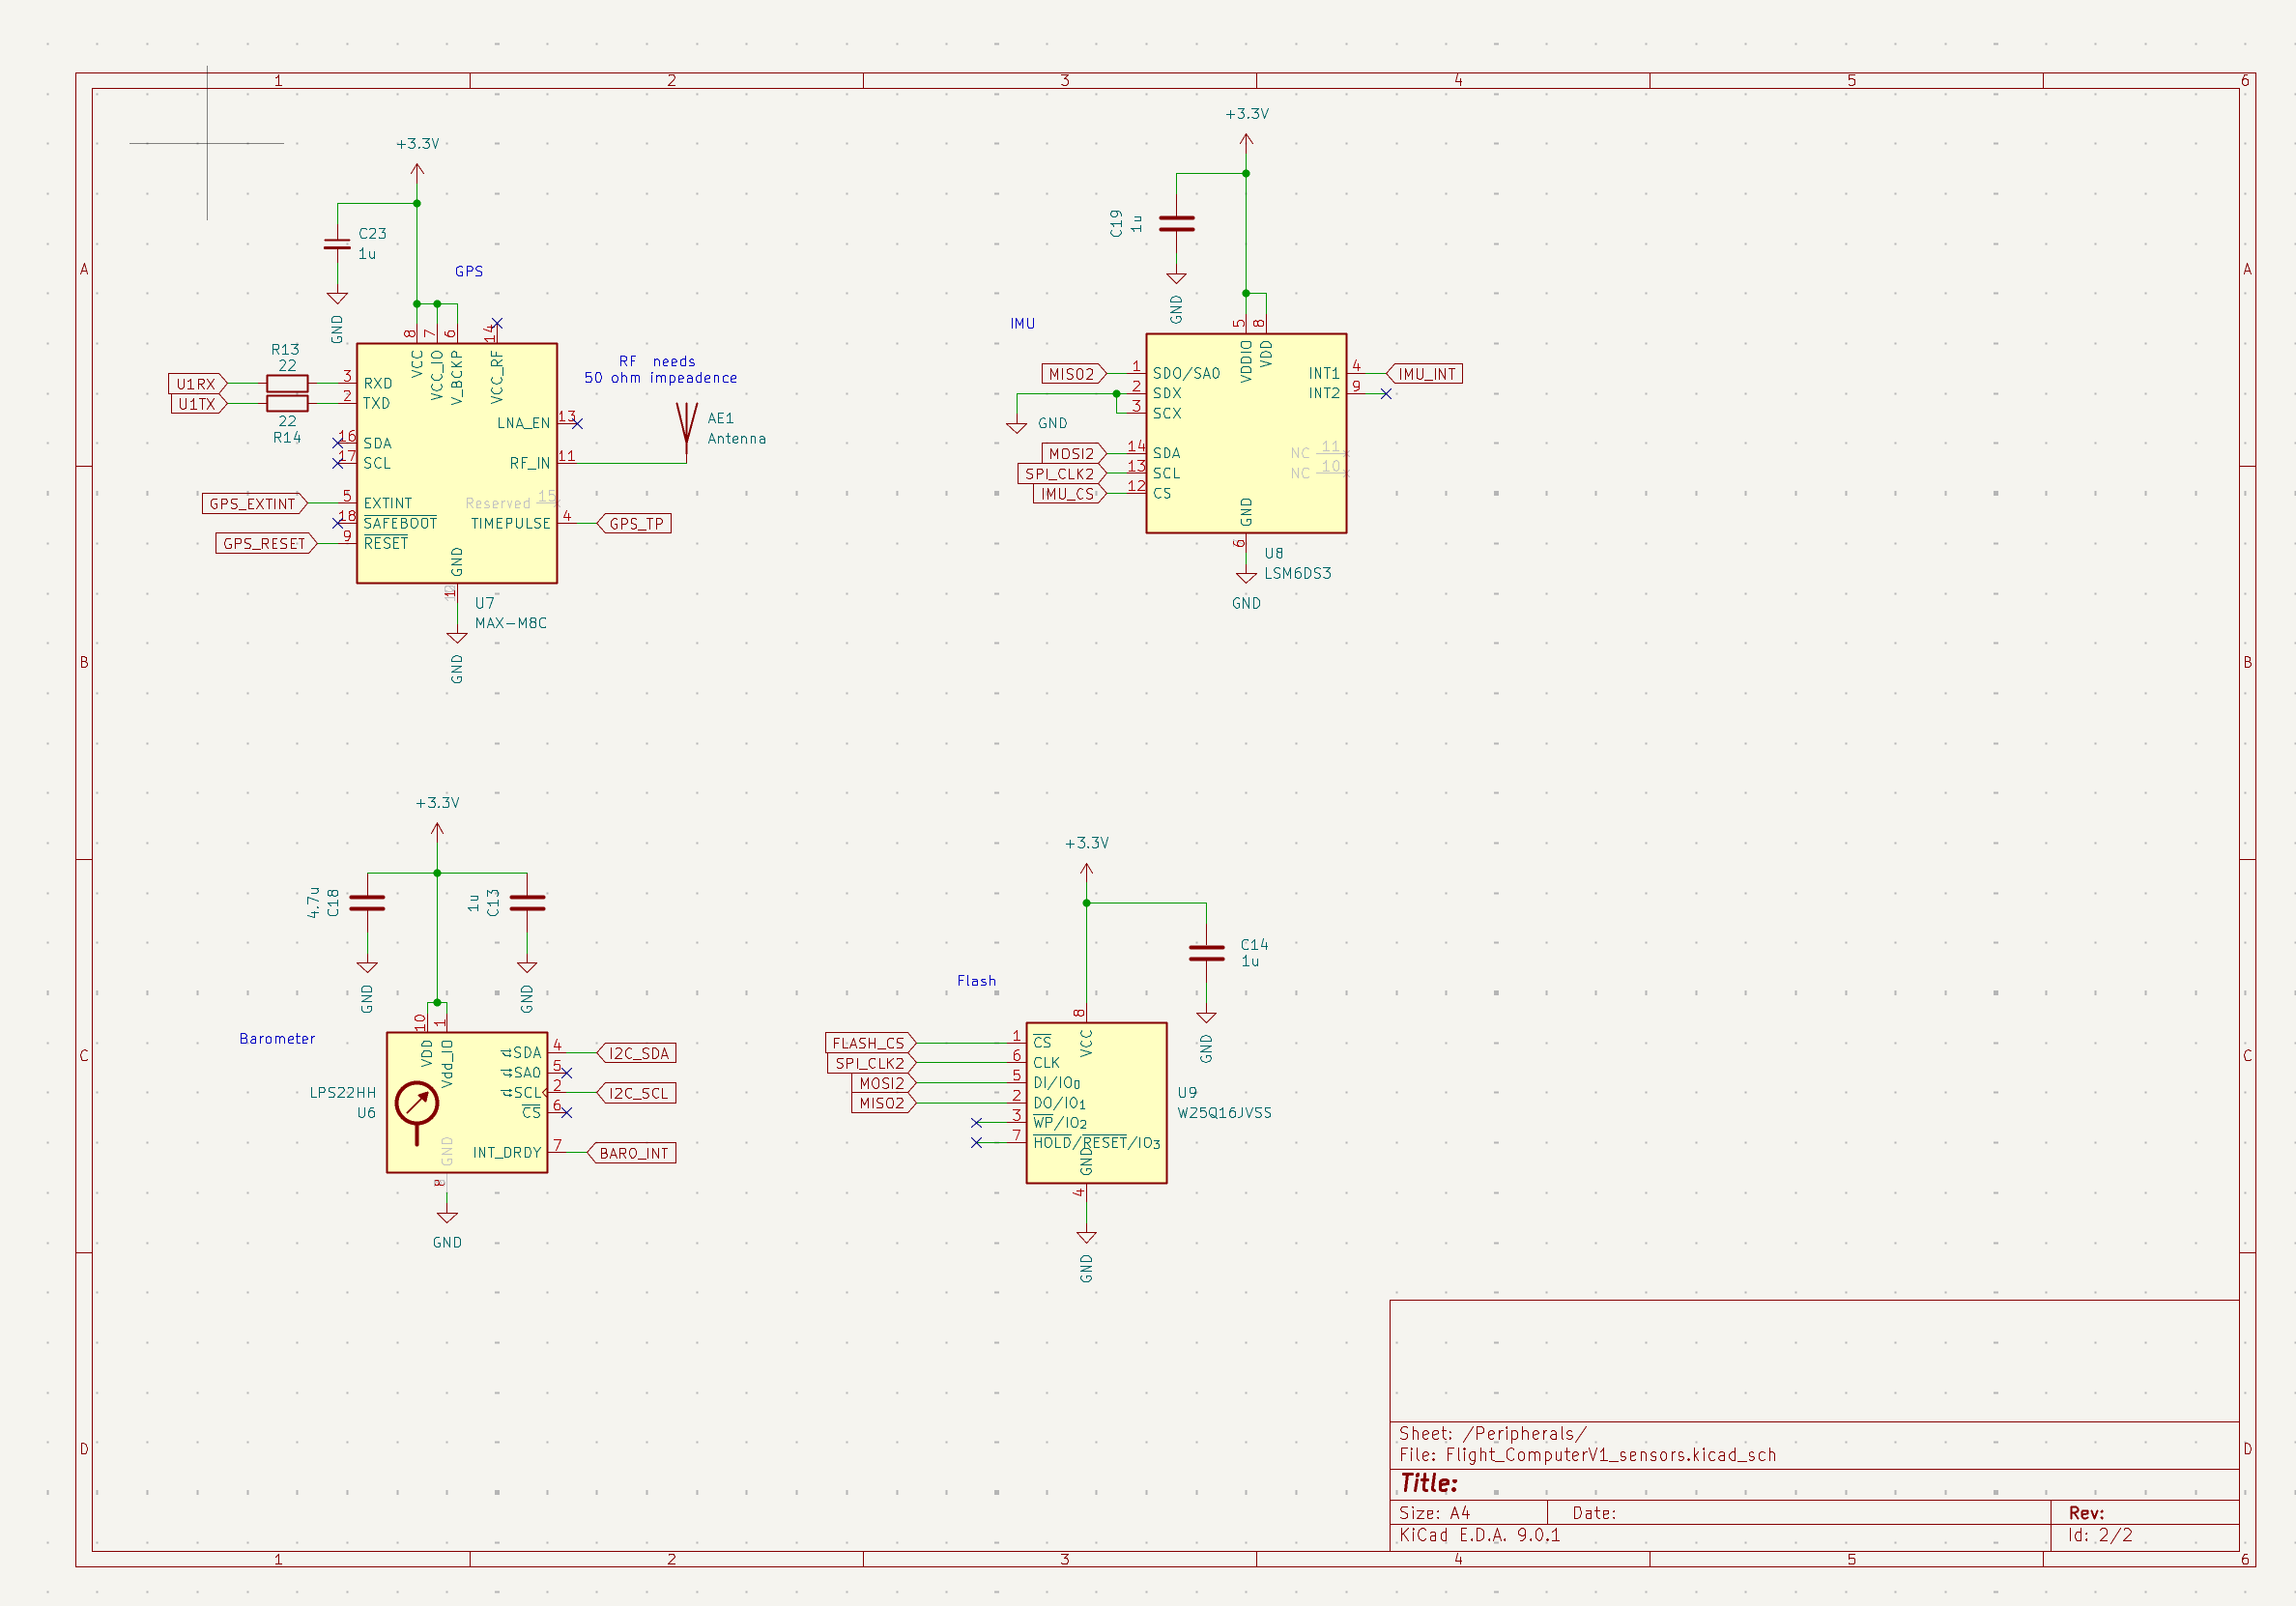 1 2 3 4 5 6
A
B
C
D
A
B
C
D
1 2 3 4 5 6
+3.3V
C23
1u
GND
GPS
8 7 6 14
VCC
VCC_IO
V_BCKP
VCC_RF
R13
22
U1RX
U1TX
22
R14
3 RXD
2 TXD
16 SDA
17 SCL
GPS_EXTINT 5 EXTINT
18 SAFEBOOT
GPS_RESET 9 RESET
LNA_EN 13
RF_IN 11
Reserved 15
TIMEPULSE 4 GPS_TP
GND
1
U7
MAX-M8C
GND
RF needs
50 ohm impeadence
AE1
Antenna
+3.3V
C19
1u
GND
IMU
5 8
VDDIO
VDD
MISO2 1 SDO/SA0
2 SDX
3 SCX
GND
MOSI2 14 SDA
SPI_CLK2 13 SCL
IMU_CS 12 CS
INT1 4 IMU_INT
INT2 9
NC 11
NC 10
GND
6
U8
LSM6DS3
GND
+3.3V
4.7u
C18
1u
C13
GND
GND
Barometer
10 1
VDD
Vdd_IO
SDA 4 I2C_SDA
SA0 5
SCL 2 I2C_SCL
CS 6
INT_DRDY 7 BARO_INT
LPS22HH
U6
GND
8
GND
+3.3V
C14
1u
GND
Flash
8
VCC
FLASH_CS 1 CS
SPI_CLK2 6 CLK
MOSI2 5 DI/IO0
MISO2 2 DO/IO1
3 WP/IO2
7 HOLD/RESET/IO3
GND
4
U9
W25Q16JVSS
GND
Sheet: /Peripherals/
File: Flight_ComputerV1_sensors.kicad_sch
Title:
Size: A4 Date: Rev:
KiCad E.D.A. 9.0.1 Id: 2/2